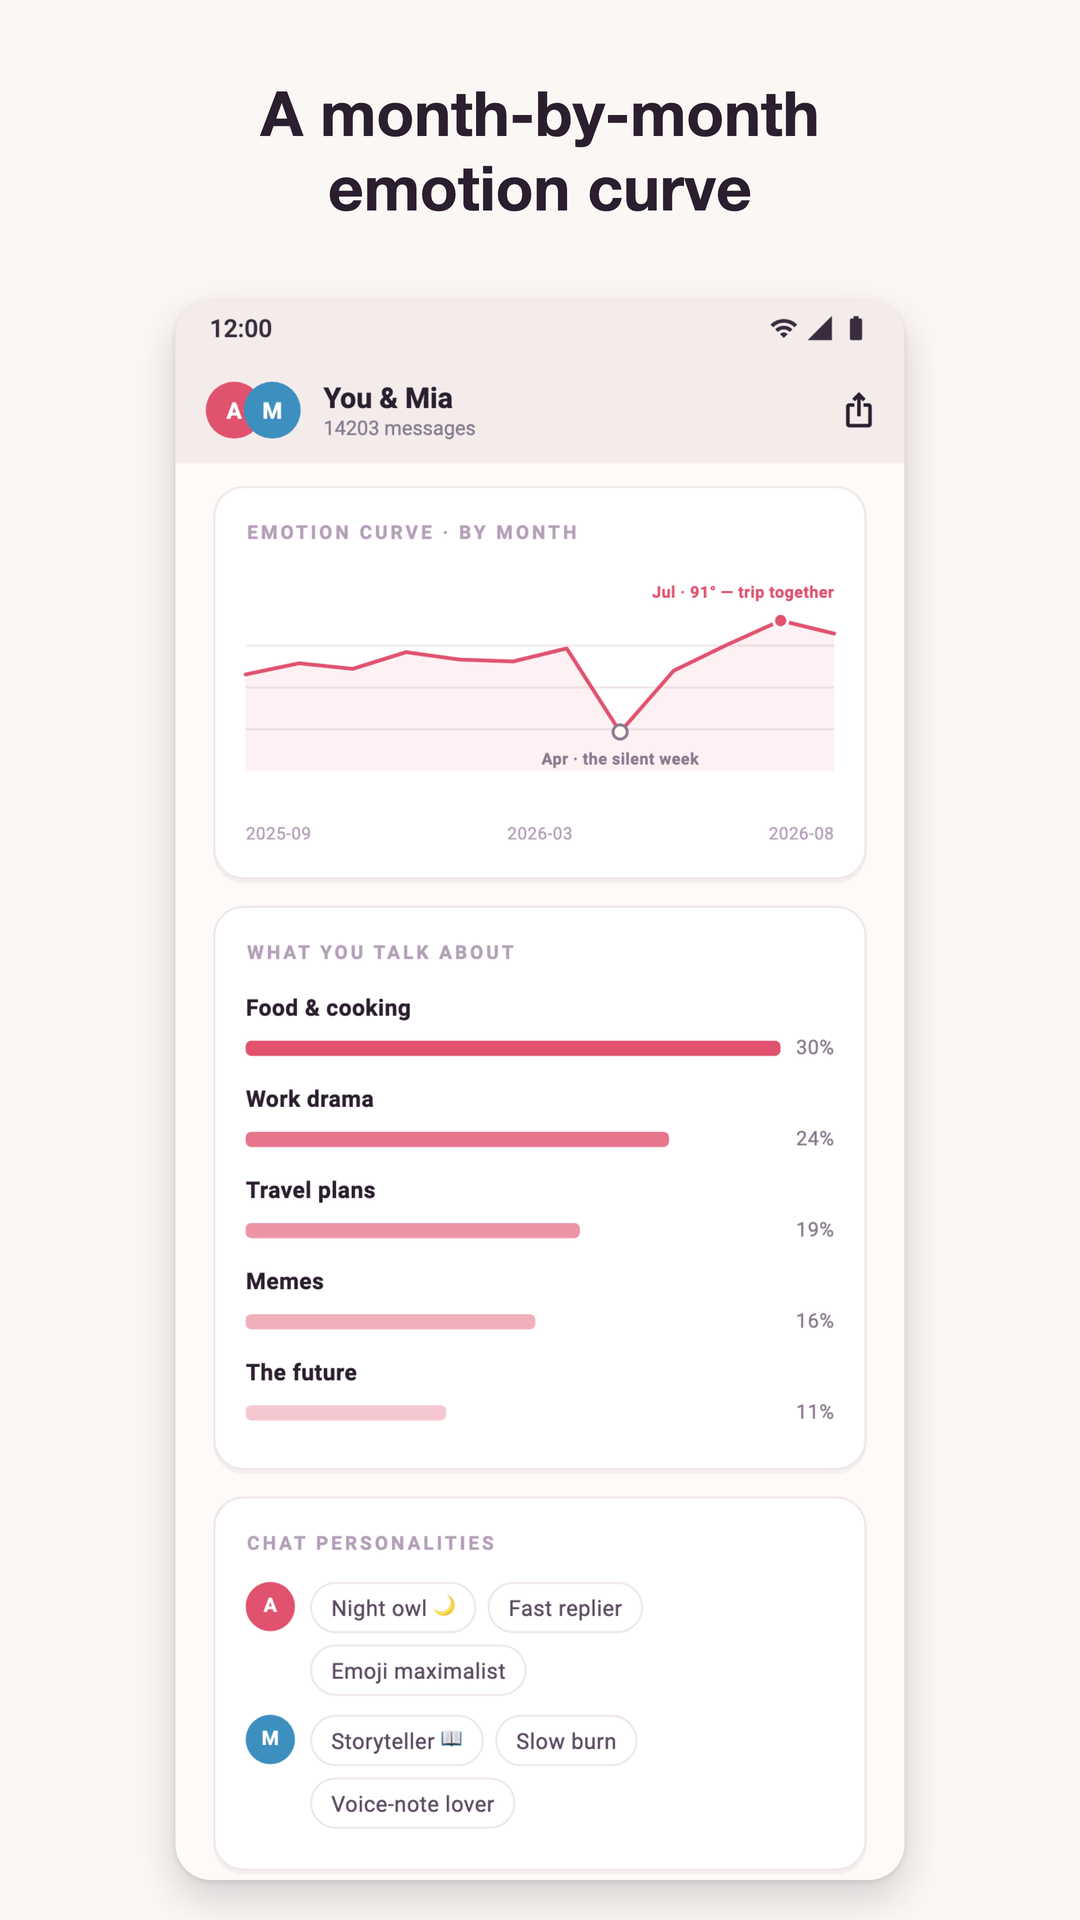 A month-by-month
emotion curve
12:00
A M You & Mia
14203 messages
EMOTION CURVE · BY MONTH
Jul · 91° — trip together
Apr · the silent week
2025-09 2026-03 2026-08
WHAT YOU TALK ABOUT
Food & cooking
30%
Work drama
24%
Travel plans
19%
Memes
16%
The future
11%
CHAT PERSONALITIES
A Night owl 🌙 Fast replier
Emoji maximalist
M Storyteller 📖 Slow burn
Voice-note lover